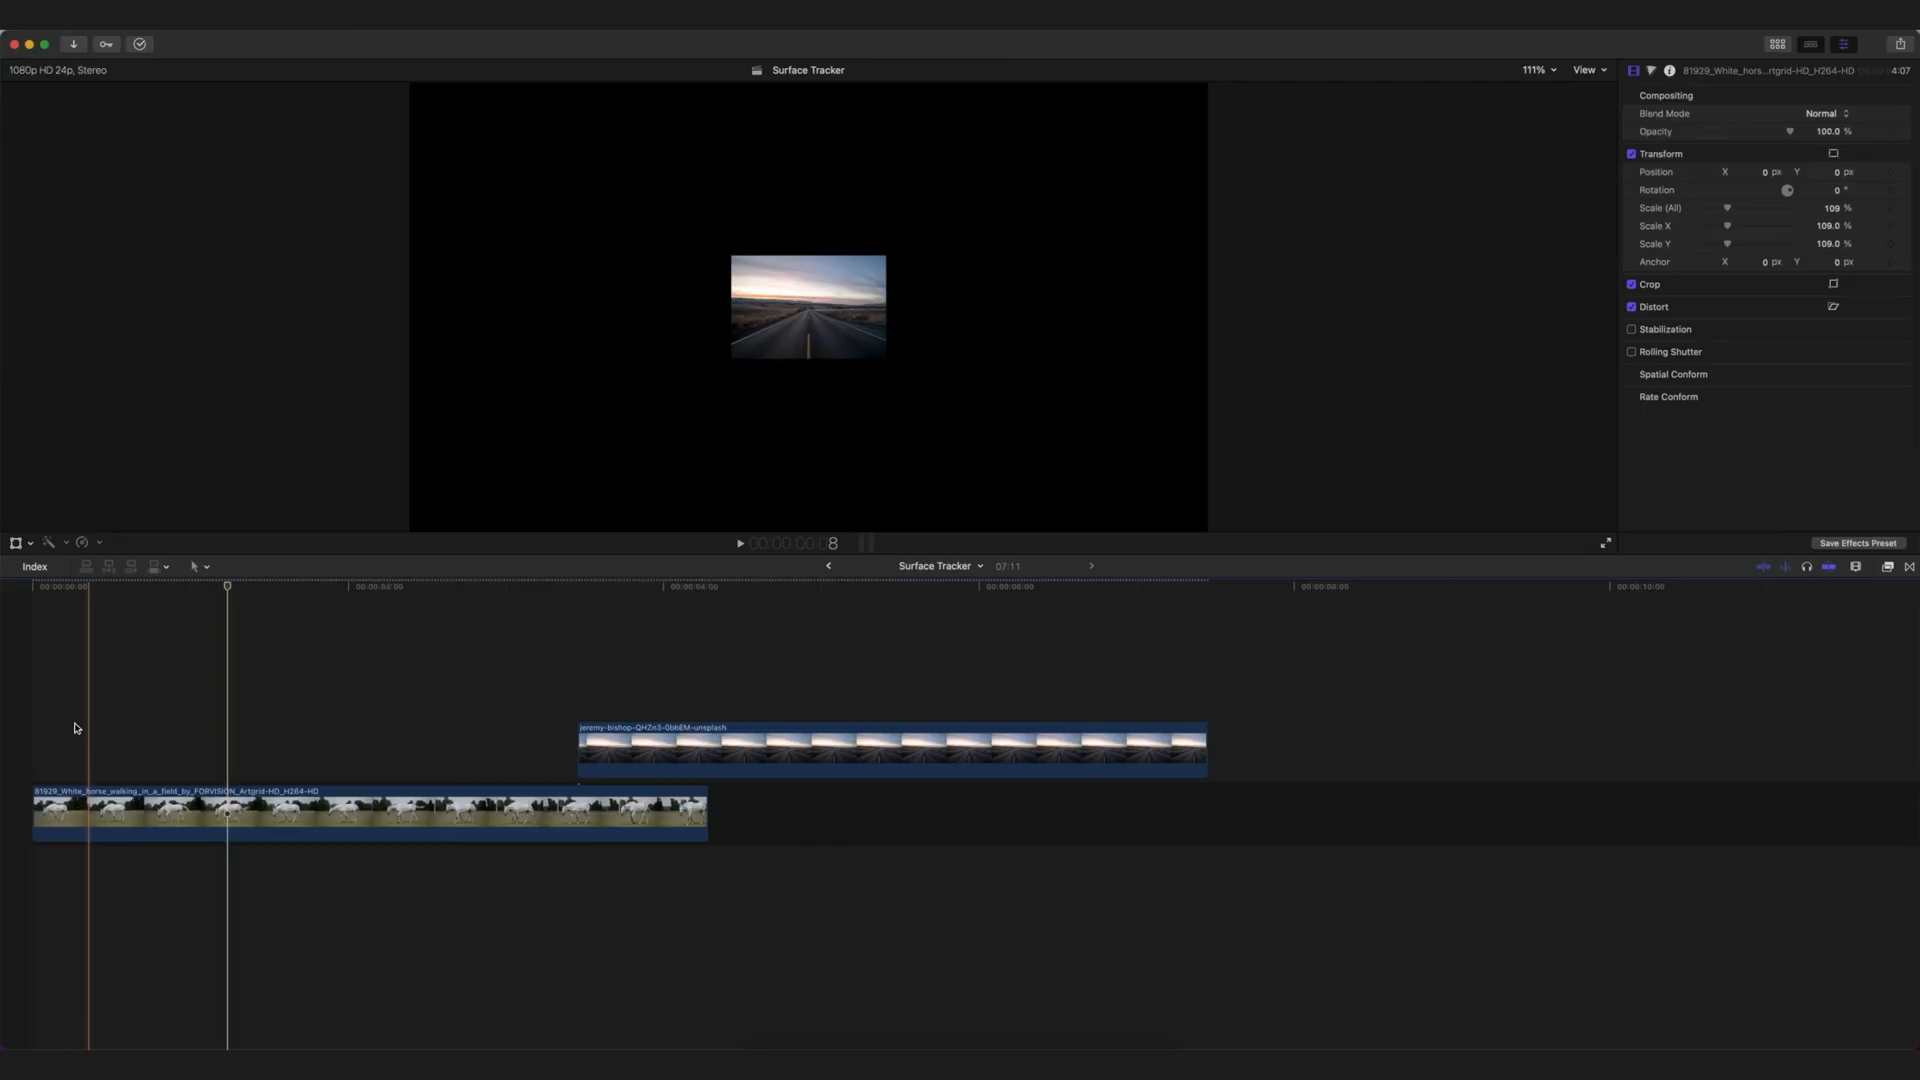 1080p HD 24p, Stereo
Surface Tracker
111%
View
81929_White_hors...rtgrid-HD_H264-HD
4:07
Compositing
Blend Mode
Normal
Opacity
100.0 %
Transform
Position X 0 px Y 0 px
Rotation
0 °
Scale (All)
109 %
Scale X
109.0 %
Scale Y
109.0 %
Anchor X 0 px Y 0 px
Crop
Distort
Stabilization
Rolling Shutter
Spatial Conform
Rate Conform
00:00:00:08
Save Effects Preset
Index
Surface Tracker
07:11
00:00:00:00
00:00:02:00
00:00:04:00
00:00:06:00
00:00:08:00
00:00:10:00
jeremy-bishop-QHZn3-0bbEM-unsplash
81929_White_horse_walking_in_a_field_by_FORVISION_Artgrid-HD_H264-HD